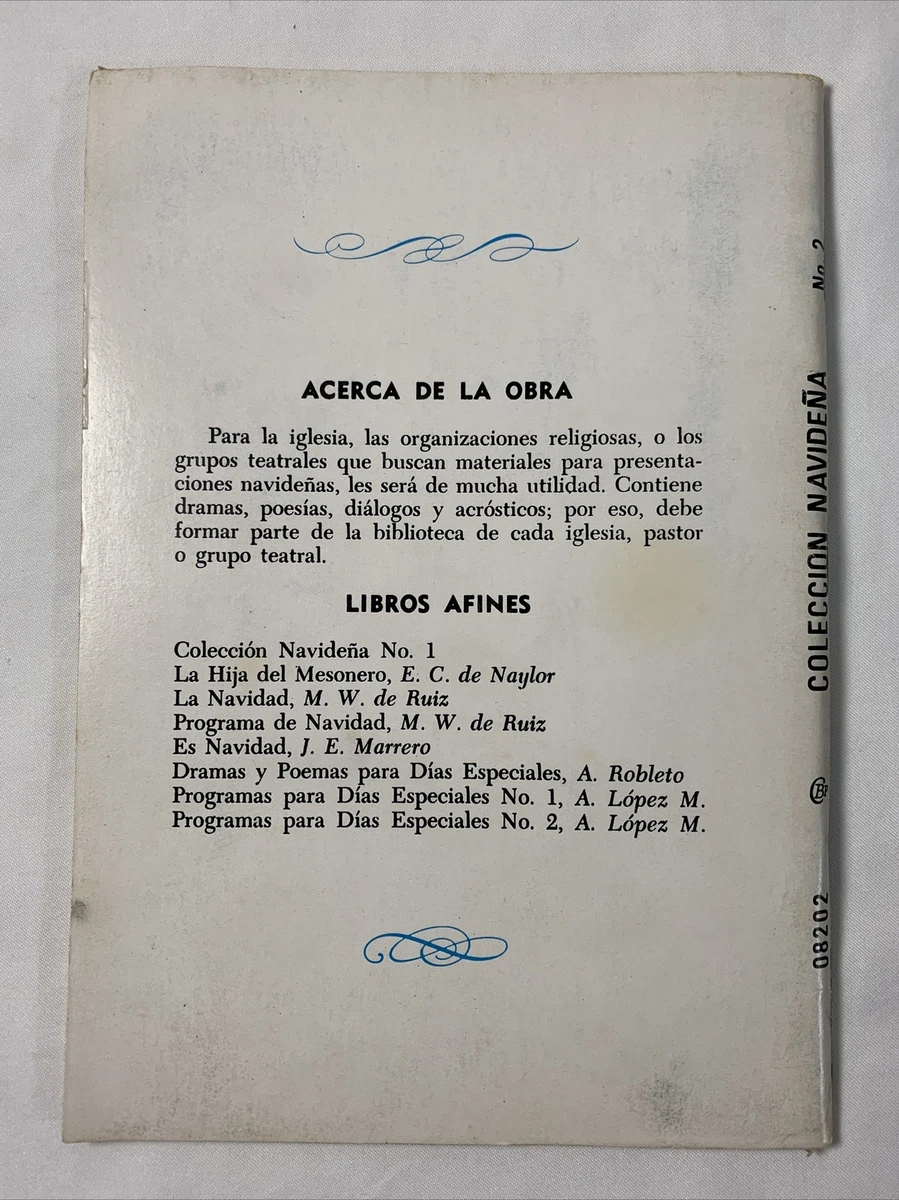 ACERCA DE LA OBRA
Para la iglesia, las organizaciones religiosas, o los
grupos teatrales que buscan materiales para presenta-
ciones navideñas, les será de mucha utilidad. Contiene
dramas, poesías, diálogos y acrósticos; por eso, debe
formar parte de la biblioteca de cada iglesia, pastor
o grupo teatral.
LIBROS AFINES
Colección Navideña No. 1
La Hija del Mesonero, E. C. de Naylor
La Navidad, M. W. de Ruiz
Programa de Navidad, M. W. de Ruiz
Es Navidad, J. E. Marrero
Dramas y Poemas para Días Especiales, A. Robleto
Programas para Días Especiales No. 1, A. López M.
Programas para Días Especiales No. 2, A. López M.
08202 COLECCION NAVIDEÑA No. 2